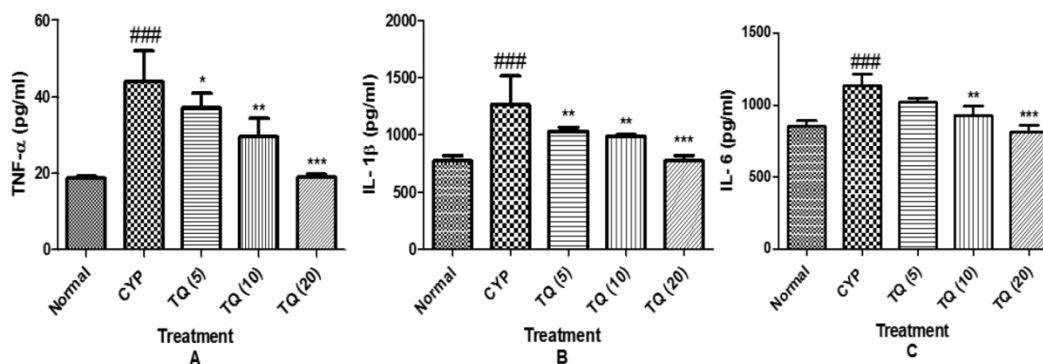 TNF-α (pg/ml)
60
40
20
0
###
*
**
***
Normal
CYP
TQ (5)
TQ (10)
TQ (20)
Treatment
A
IL- 1β (pg/ml)
2000
1500
1000
500
0
###
**
**
***
Normal
CYP
TQ (5)
TQ (10)
TQ (20)
Treatment
B
IL- 6 (pg/ml)
1500
1000
500
0
###
**
***
Normal
CYP
TQ (5)
TQ (10)
TQ (20)
Treatment
C